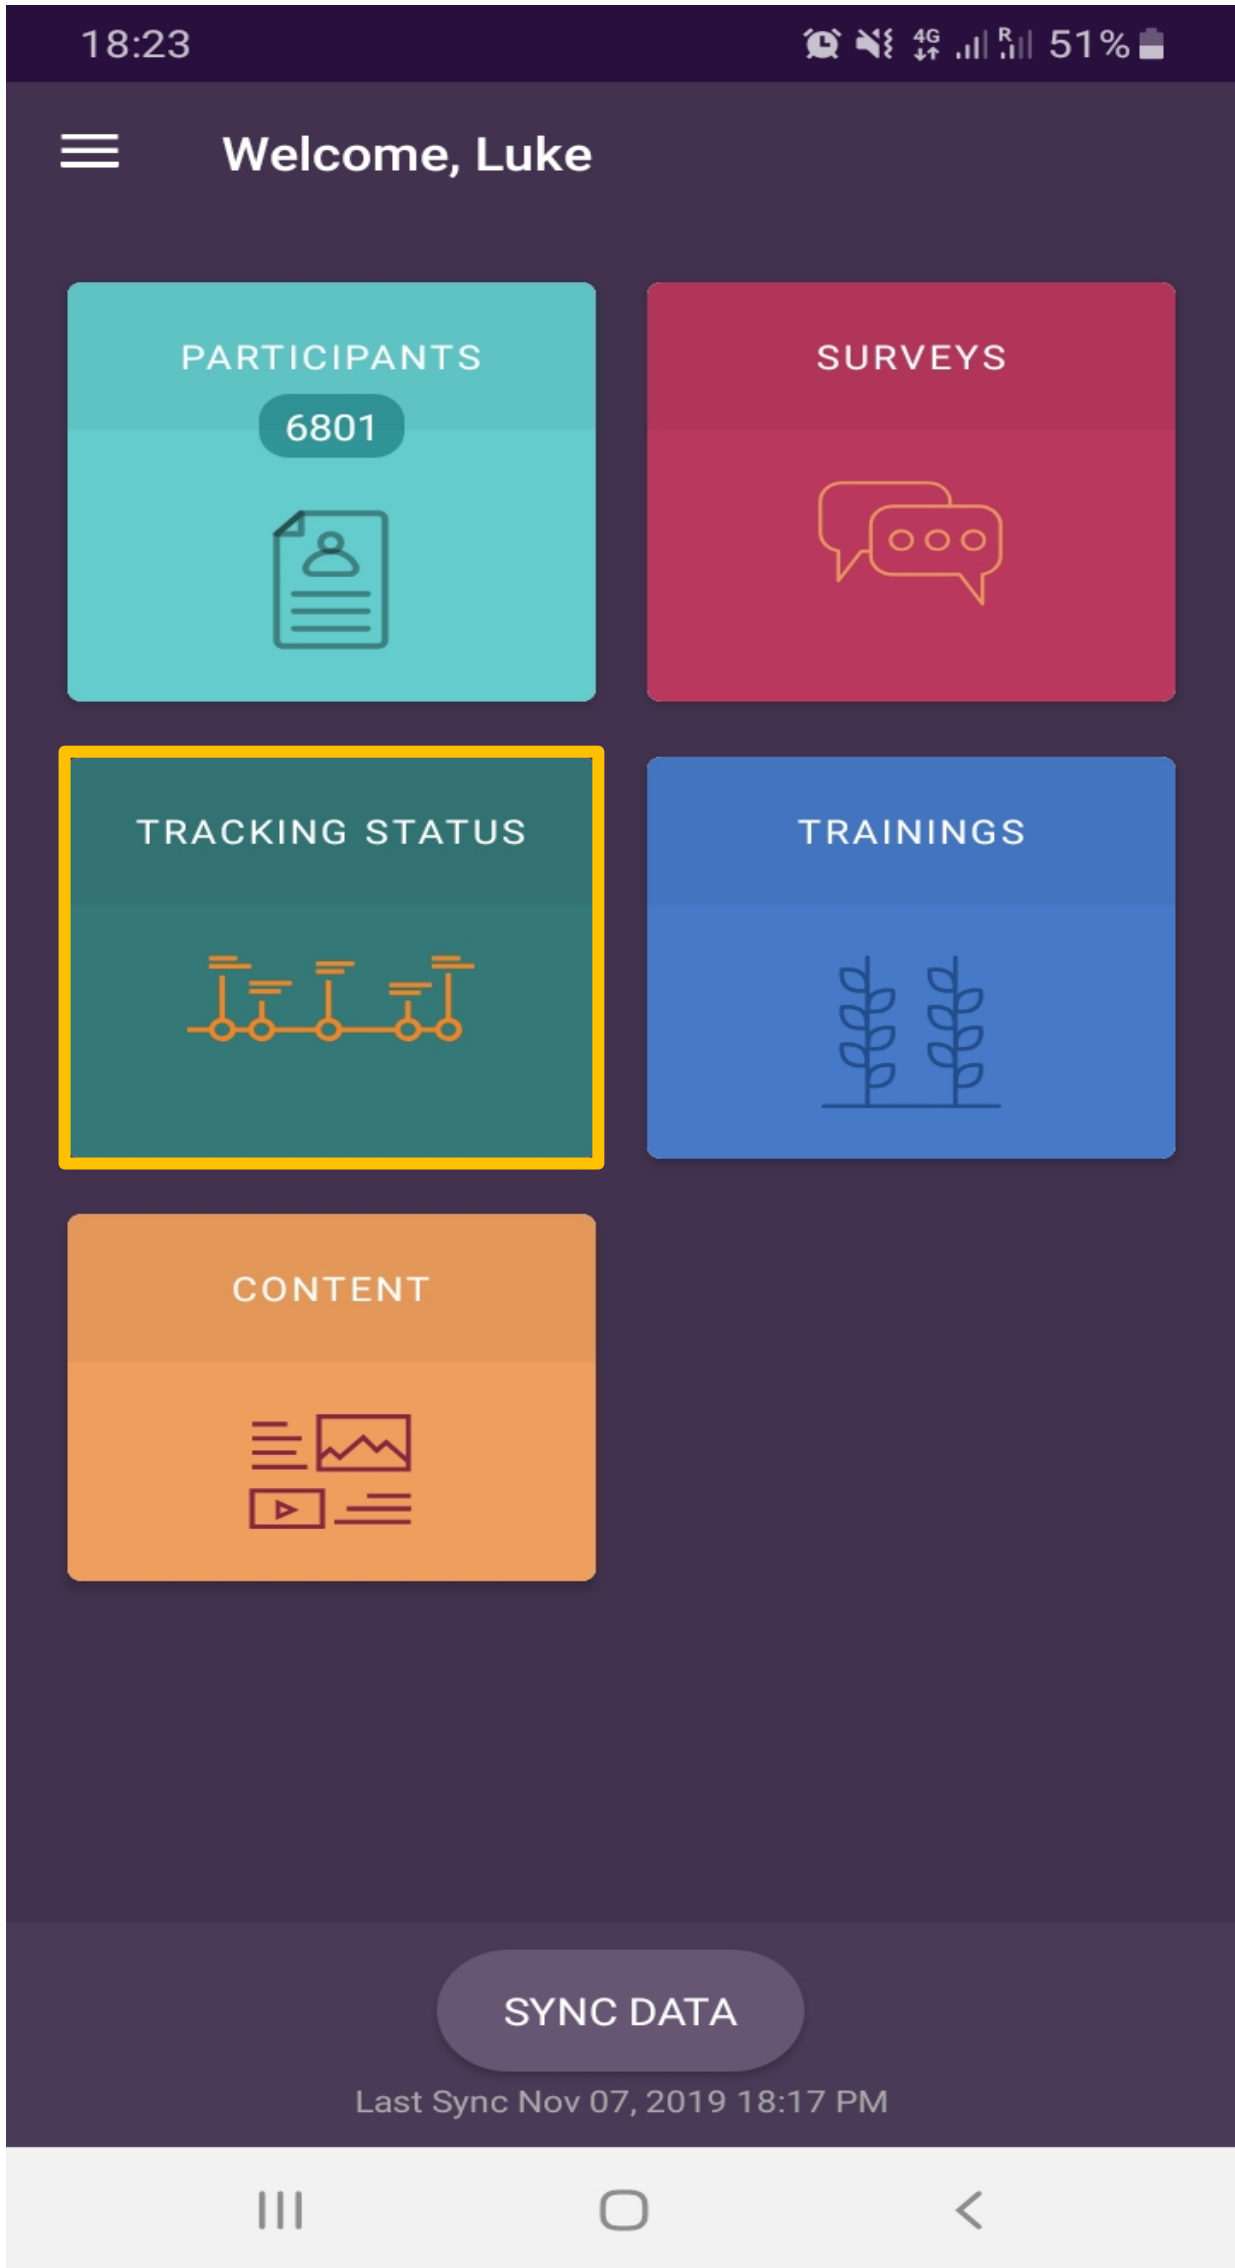 18:23
4G R 51%
Welcome, Luke
PARTICIPANTS
6801
SURVEYS
TRACKING STATUS
TRAININGS
CONTENT
SYNC DATA
Last Sync Nov 07, 2019 18:17 PM